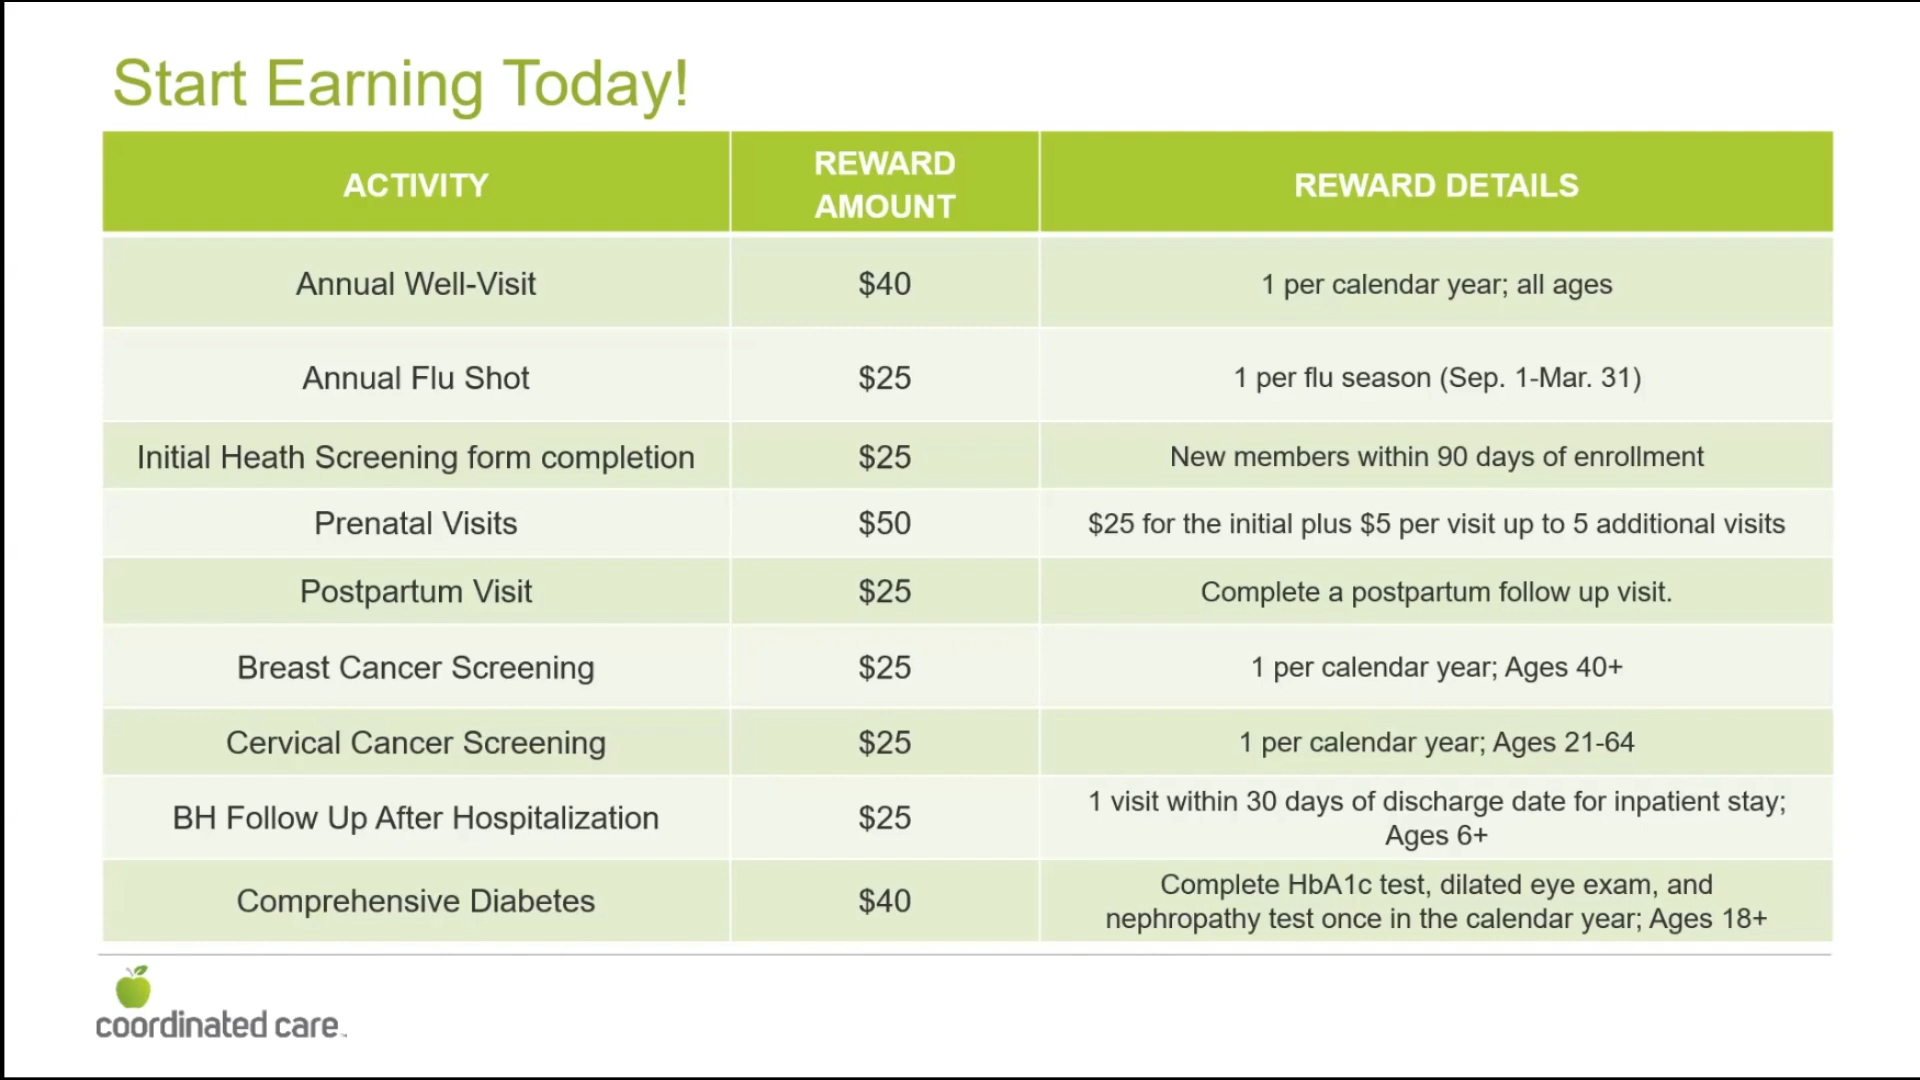 Start Earning Today!
ACTIVITY
REWARD
AMOUNT
REWARD DETAILS
Annual Well-Visit
$40
1 per calendar year; all ages
Annual Flu Shot
$25
1 per flu season (Sep. 1-Mar. 31)
Initial Heath Screening form completion
$25
New members within 90 days of enrollment
Prenatal Visits
$50
$25 for the initial plus $5 per visit up to 5 additional visits
Postpartum Visit
$25
Complete a postpartum follow up visit.
Breast Cancer Screening
$25
1 per calendar year; Ages 40+
Cervical Cancer Screening
$25
1 per calendar year; Ages 21-64
BH Follow Up After Hospitalization
$25
1 visit within 30 days of discharge date for inpatient stay;
Ages 6+
Comprehensive Diabetes
$40
Complete HbA1c test, dilated eye exam, and
nephropathy test once in the calendar year; Ages 18+
coordinated care